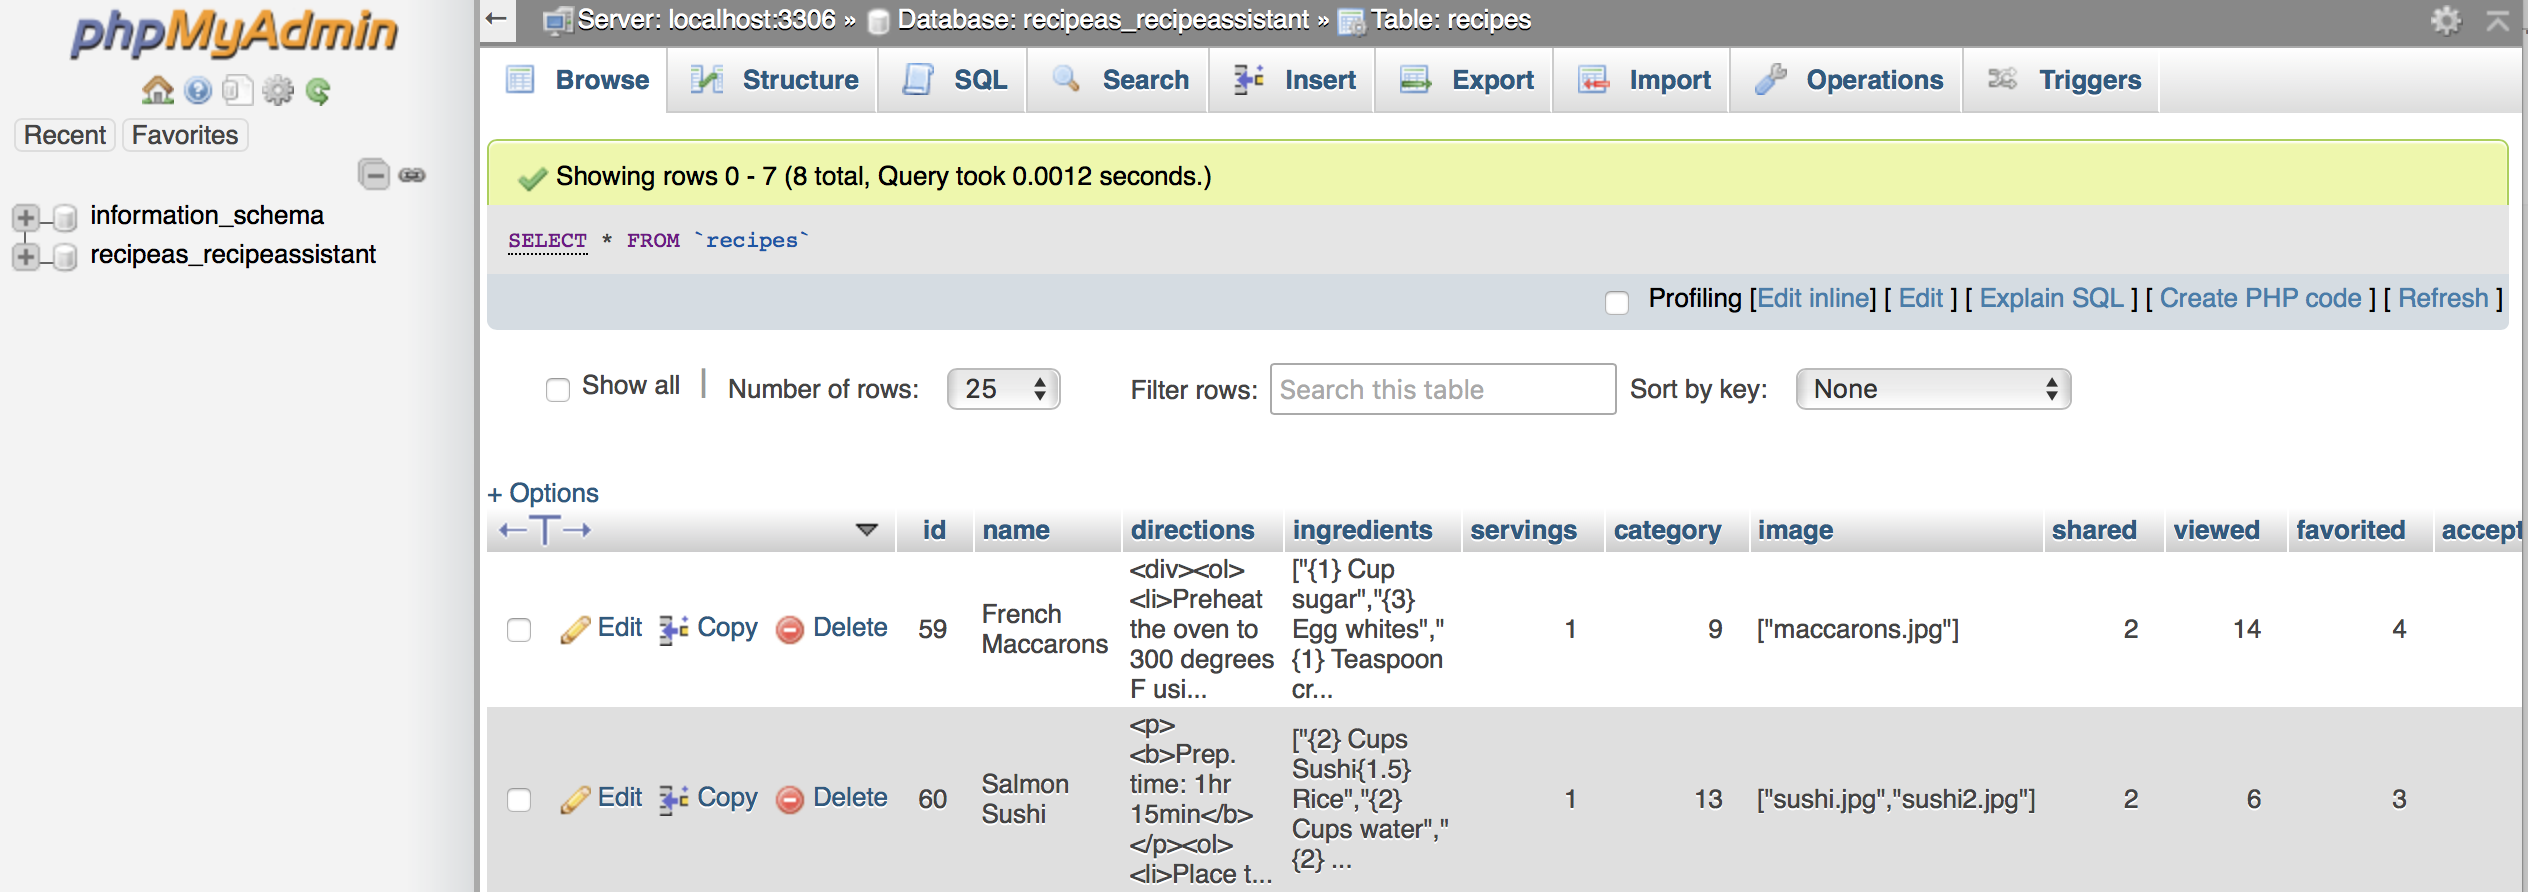 phpMyAdmin
Recent Favorites
information_schema
recipeas_recipeassistant
Server: localhost:3306 » Database: recipeas_recipeassistant » Table: recipes
Browse Structure SQL Search Insert Export Import Operations Triggers
Showing rows 0 - 7 (8 total, Query took 0.0012 seconds.)
SELECT * FROM `recipes`
Profiling [Edit inline] [ Edit ] [ Explain SQL ] [ Create PHP code ] [ Refresh ]
Show all | Number of rows: 25 Filter rows: Search this table Sort by key: None
+ Options
←T→ id name directions ingredients servings category image shared viewed favorited accept
Edit Copy Delete 59
French
Maccarons
<div><ol>
<li>Preheat
the oven to
300 degrees
F usi...
["{1} Cup
sugar","{3}
Egg whites","
{1} Teaspoon
cr...
1 9 ["maccarons.jpg"] 2 14 4
Edit Copy Delete 60
Salmon
Sushi
<p>
<b>Prep.
time: 1hr
15min</b>
</p><ol>
<li>Place t...
["{2} Cups
Sushi{1.5}
Rice","{2}
Cups water","
{2} ...
1 13 ["sushi.jpg","sushi2.jpg"] 2 6 3